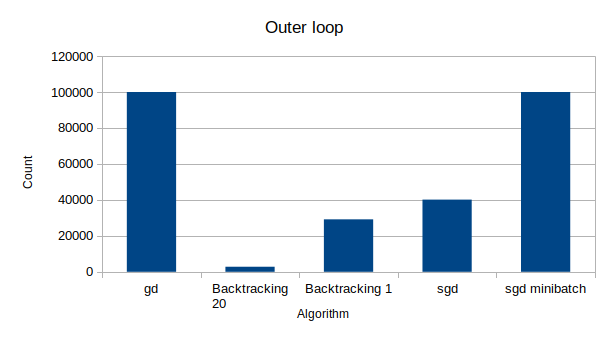 Outer loop
120000
100000
80000
60000
40000
20000
0
Count
gd
Backtracking
20
Backtracking 1
sgd
sgd minibatch
Algorithm